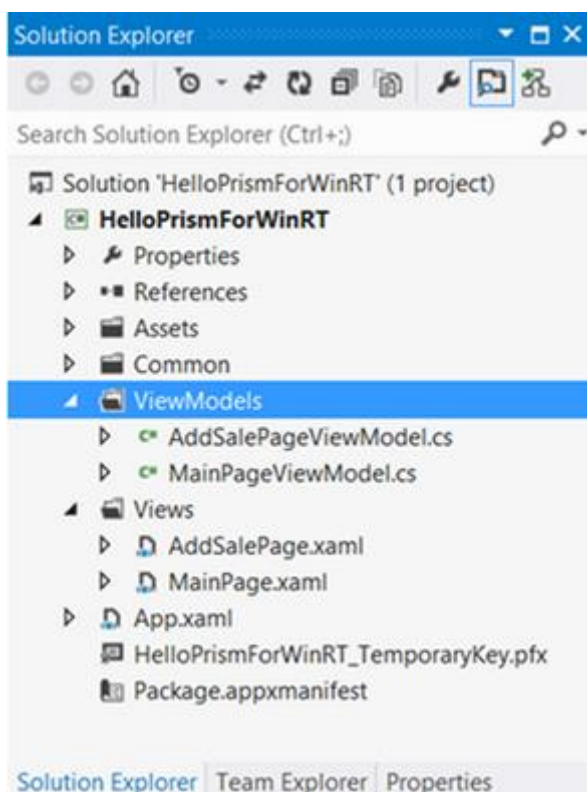 Solution Explorer
Search Solution Explorer (Ctrl+;)
Solution 'HelloPrismForWinRT' (1 project)
C# HelloPrismForWinRT
Properties
References
Assets
Common
ViewModels
C# AddSalePageViewModel.cs
C# MainPageViewModel.cs
Views
AddSalePage.xaml
MainPage.xaml
App.xaml
HelloPrismForWinRT_TemporaryKey.pfx
Package.appxmanifest
Solution Explorer Team Explorer Properties